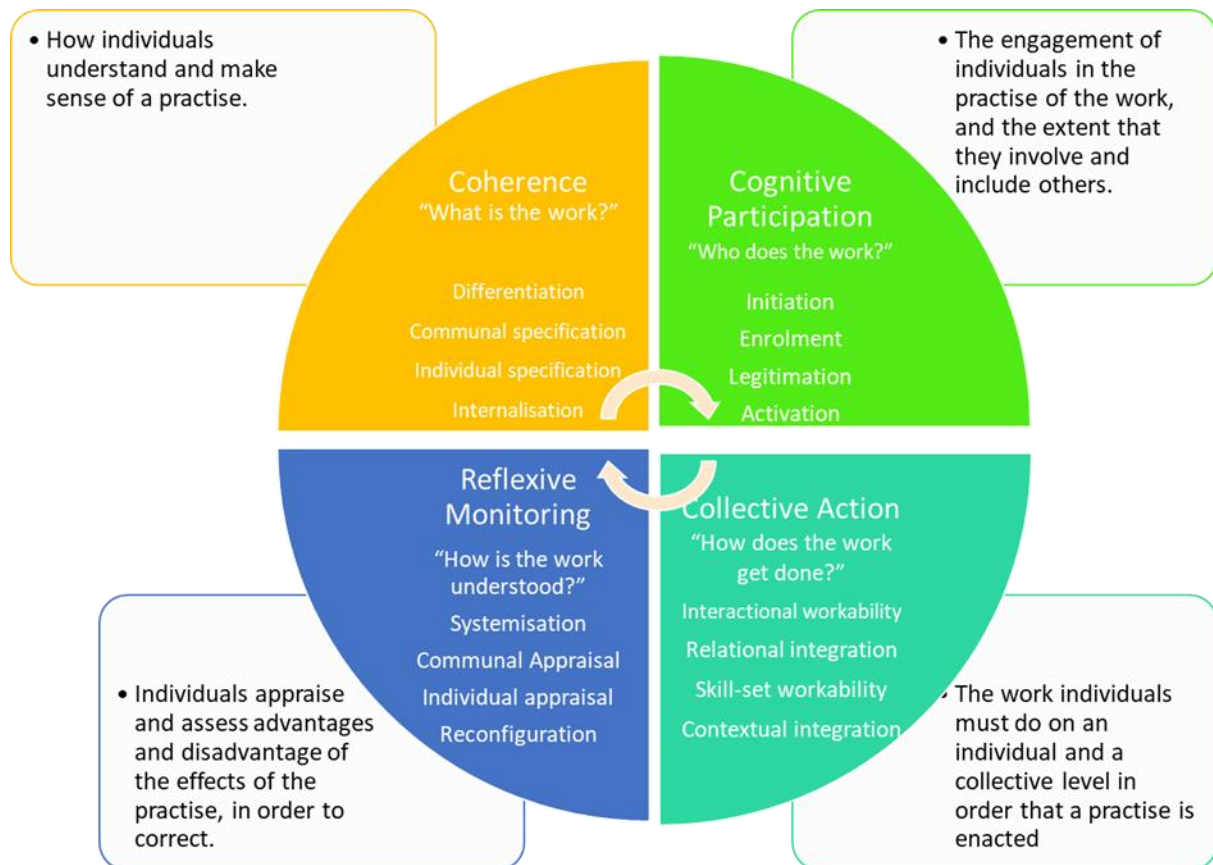 • How individuals
understand and make
sense of a practise.
Coherence
“What is the work?”
Differentiation
Communal specification
Individual specification
Internalisation
• The engagement of
individuals in the
practise of the work,
and the extent that
they involve and
include others.
Cognitive
Participation
“Who does the work?”
Initiation
Enrolment
Legitimation
Activation
Reflexive
Monitoring
“How is the work
understood?”
Systemisation
Communal Appraisal
Individual appraisal
Reconfiguration
• Individuals appraise
and assess advantages
and disadvantage of
the effects of the
practise, in order to
correct.
Collective Action
“How does the work
get done?”
Interactional workability
Relational integration
Skill-set workability
Contextual integration
• The work individuals
must do on an
individual and a
collective level in
order that a practise is
enacted